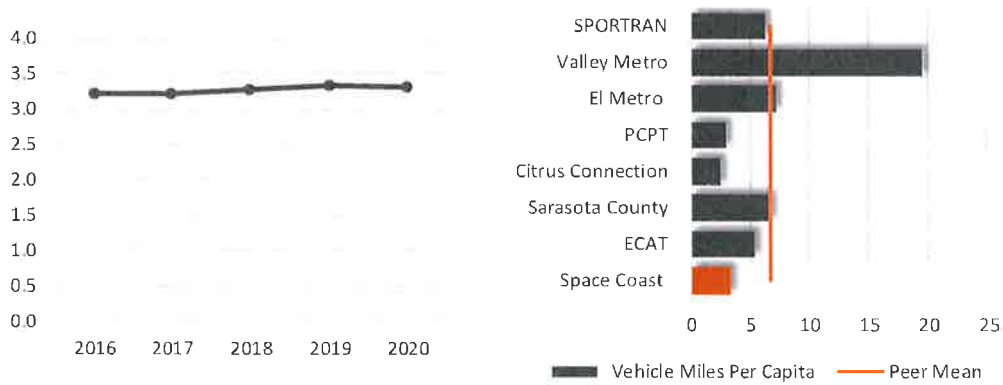 4.0
3.5
3.0
2.5
2.0
1.5
1.0
0.5
0.0
2016 2017 2018 2019 2020
SPORTRAN
Valley Metro
El Metro
PCPT
Citrus Connection
Sarasota County
ECAT
Space Coast
0 5 10 15 20 25
Vehicle Miles Per Capita Peer Mean